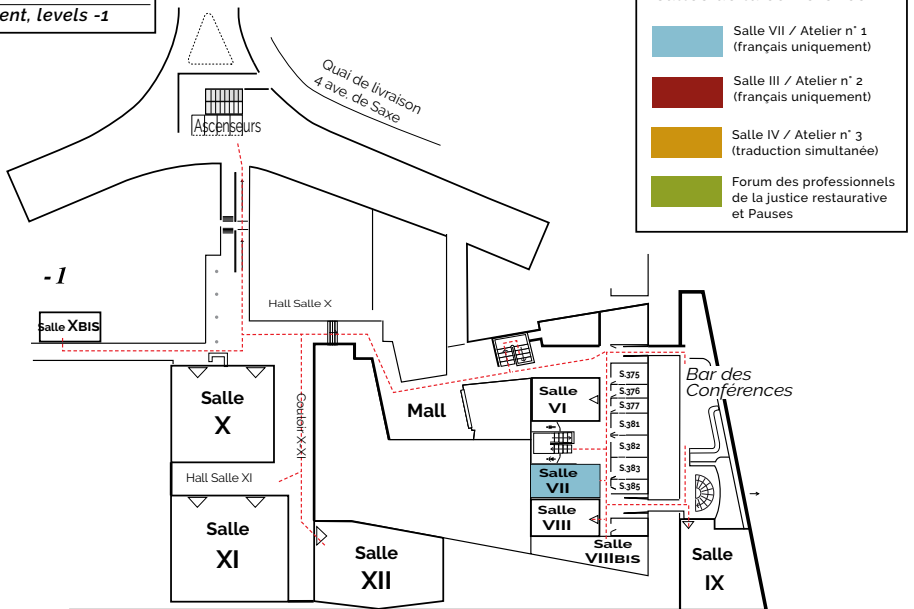 ent, levels -1
Salle VII / Atelier n° 1
(français uniquement)
Salle III / Atelier n° 2
(français uniquement)
Salle IV / Atelier n° 3
(traduction simultanée)
Forum des professionnels
de la justice restaurative
et Pauses
Quai de livraison
4 ave. de Saxe
Ascenseurs
-1
Hall Salle X
Salle XBIS
Salle
X
Couloir X-XI
Hall Salle XI
Salle
XI
Salle
XII
Mall
Salle
VI
Salle
VII
Salle
VIII
Salle
VIIIBIS
S.375
S.376
S.377
S.381
S.382
S.383
S.385
Bar des
Conférences
Salle
IX